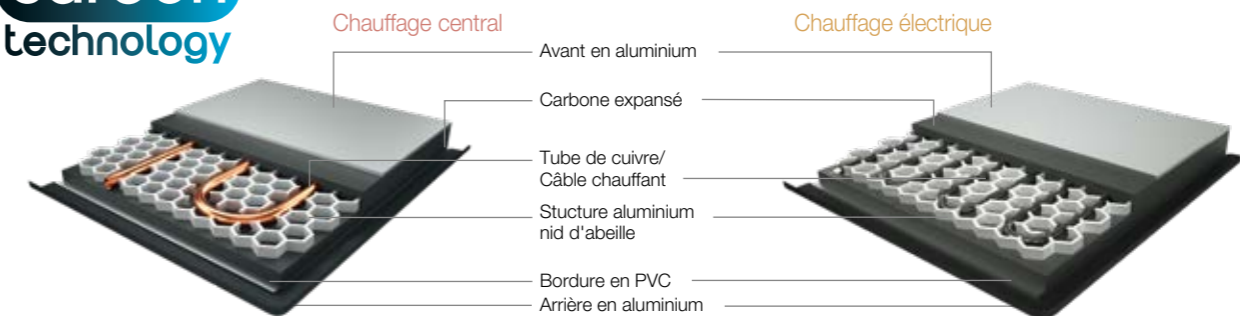 technology
Chauffage central
Chauffage électrique
Avant en aluminium
Carbone expansé
Tube de cuivre/
Câble chauffant
Stucture aluminium
nid d'abeille
Bordure en PVC
Arrière en aluminium